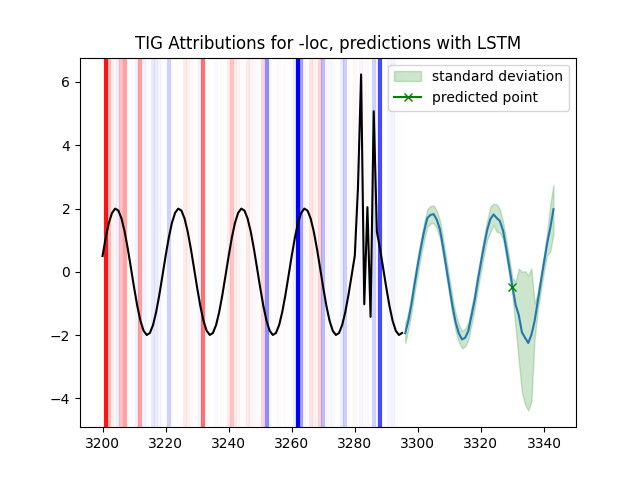 TIG Attributions for -loc, predictions with LSTM
standard deviation
predicted point
6
4
2
0
−2
−4
3200 3220 3240 3260 3280 3300 3320 3340